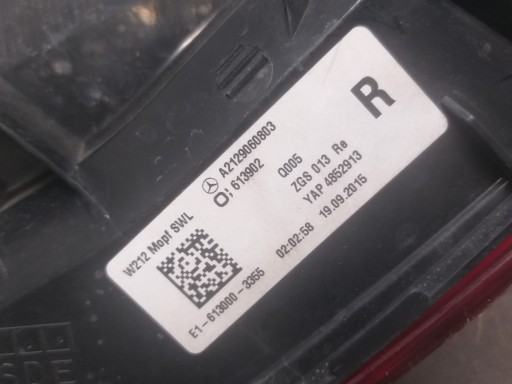 W212 Mopf SWL
A2129060803
613902
Q005
ZGS 013 Re
YAP 4852913
R
E1-613000-3355
02:02:58
19.09.2015